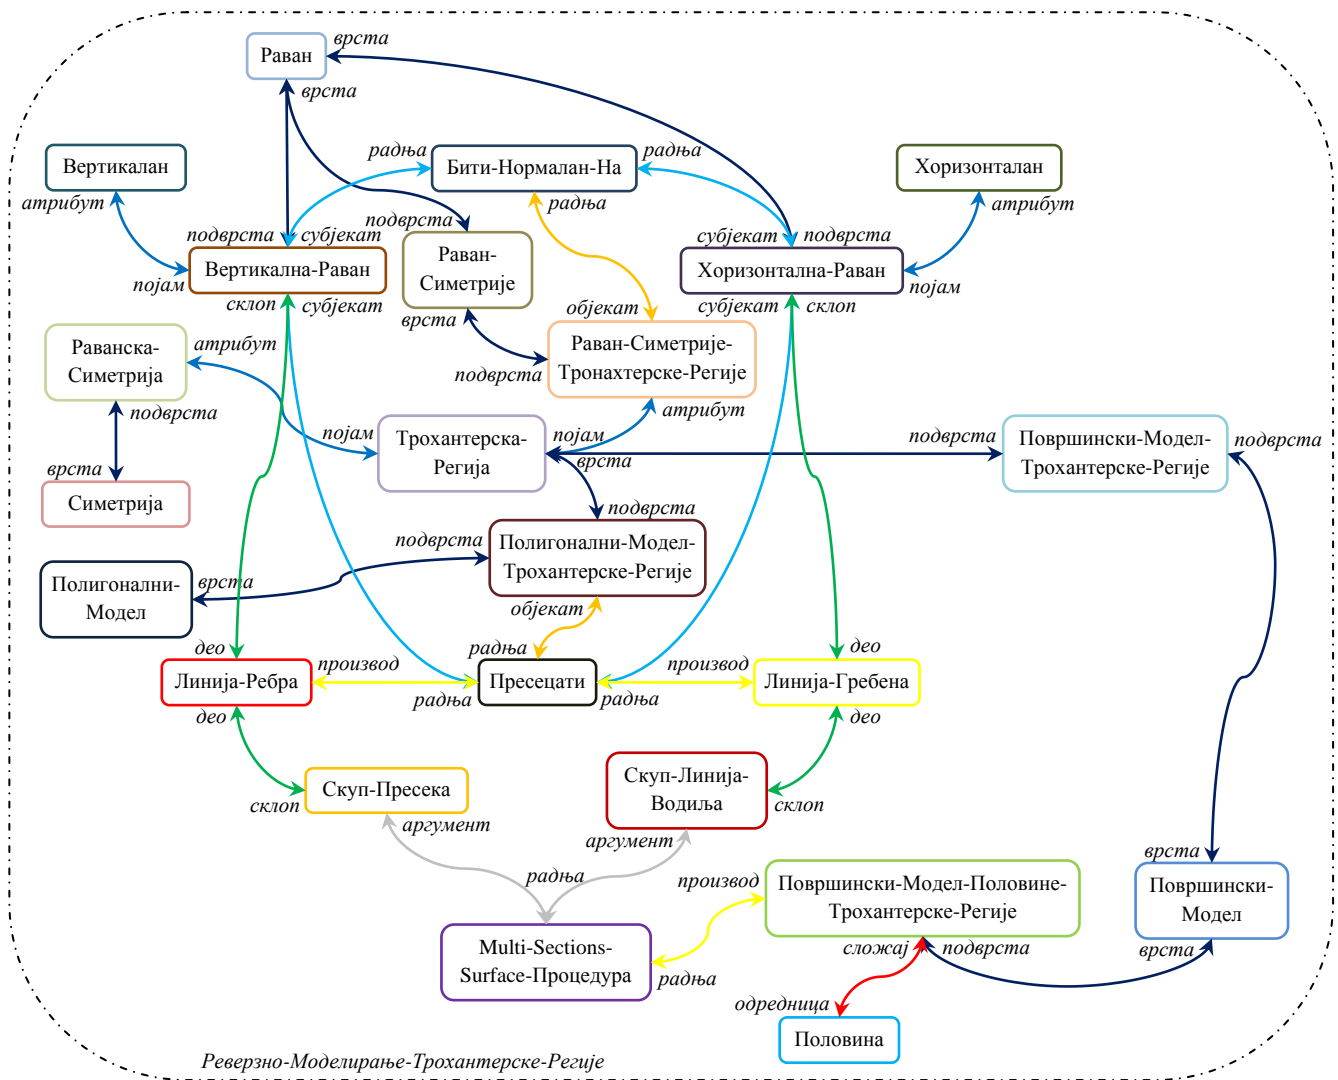 врста
Раван
врста
Вертикалан
радња
Бити-Нормалан-На
радња
Хоризонталан
атрибут
радња
атрибут
подврста
субјекат
подврста
Раван-
Симетрије
субјекат
подврста
Вертикална-Раван
Хоризонтална-Раван
појам
склоп
субјекат
врста
објекат
субјекат
склоп
појам
Раванска-
Симетрија
атрибут
Раван-Симетрије-
Тронахтерске-Регије
подврста
подврста
атрибут
појам
Трохантерска-
Регија
појам
врста
подврста
Површински-Модел-
Трохантерске-Регије
подврста
врста
Симетрија
подврста
подврста
Полигонални-Модел-
Трохантерске-Регије
Полигонални-
Модел
врста
објекат
део
радња
део
Линија-Ребра
производ
Пресецати
производ
Линија-Гребена
радња
радња
део
део
Скуп-Пресека
склоп
Скуп-Линија-
Водиља
склоп
аргумент
аргумент
врста
радња
производ
Површински-Модел-Половине-
Трохантерске-Регије
Површински-
Модел
Multi-Sections-
Surface-Процедура
радња
сложај
подврста
врста
одредница
Половина
Реверзно-Моделирање-Трохантерске-Регије